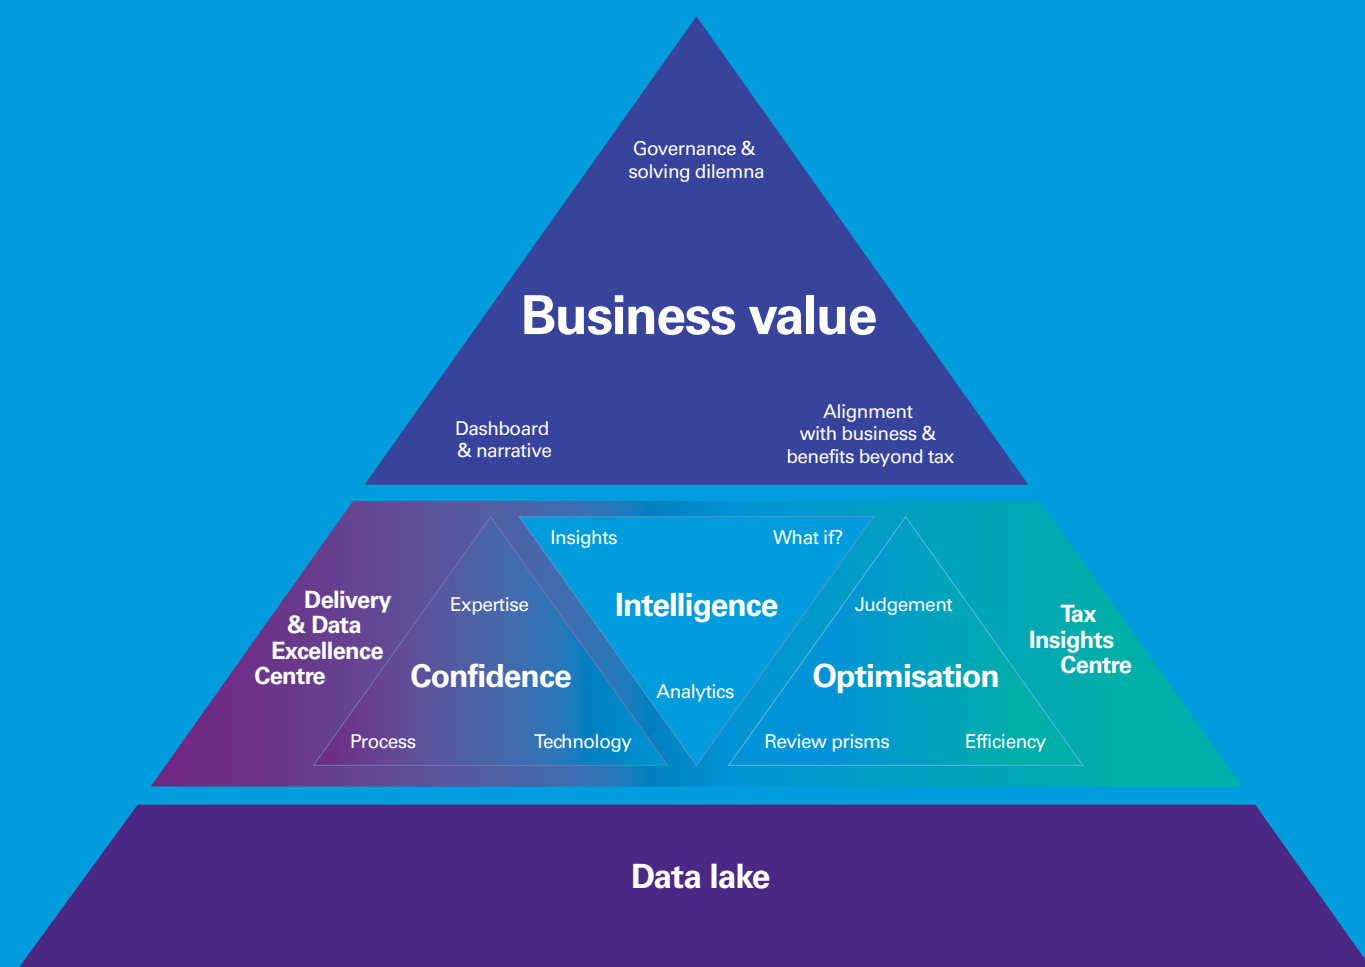 Governance &
solving dilemna
Business value
Dashboard
& narrative
Alignment
with business &
benefits beyond tax
Delivery
& Data
Excellence
Centre
Expertise
Confidence
Process
Technology
Insights
What if?
Intelligence
Analytics
Judgement
Optimisation
Review prisms
Efficiency
Tax
Insights
Centre
Data lake